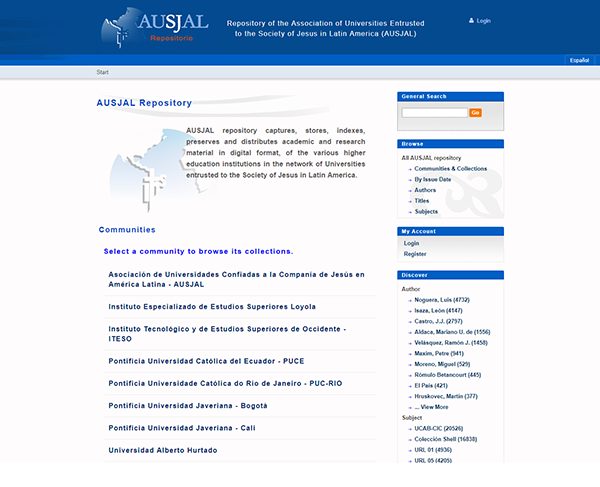 AUSJAL
Repositorio
Repository of the Association of Universities Entrusted
to the Society of Jesus in Latin America (AUSJAL)
Login
Español
Start
AUSJAL Repository
AUSJAL repository captures, stores, indexes,
preserves and distributes academic and research
material in digital format, of the various higher
education institutions in the network of Universities
entrusted to the Society of Jesus in Latin America.
Communities
Select a community to browse its collections.
Asociación de Universidades Confiadas a la Compania de Jesús en
América Latina - AUSJAL
Instituto Especializado de Estudios Superiores Loyola
Instituto Tecnológico y de Estudios Superiores de Occidente -
ITESO
Pontificia Universidad Católica del Ecuador - PUCE
Pontificia Universidade Católica do Rio de Janeiro - PUC-RIO
Pontificia Universidad Javeriana - Bogotà
Pontificia Universidad Javeriana - Cali
Universidad Alberto Hurtado
General Search
Go
Browse
All AUSJAL repository
Communities & Collections
By Issue Date
Authors
Titles
Subjects
My Account
Login
Register
Discover
Author
Noguera, Luis (4732)
Isaza, León (4147)
Castro, J.J. (2797)
Aldaca, Mariano U. de (1556)
Velásquez, Ramón J. (1458)
Maxim, Petre (941)
Moreno, Miguel (529)
Rómulo Betancourt (445)
El País (421)
Hruskovec, Martin (377)
... View More
Subject
UCAB-CIC (20526)
Colección Shell (16838)
URL 01 (4936)
URL 05 (4205)